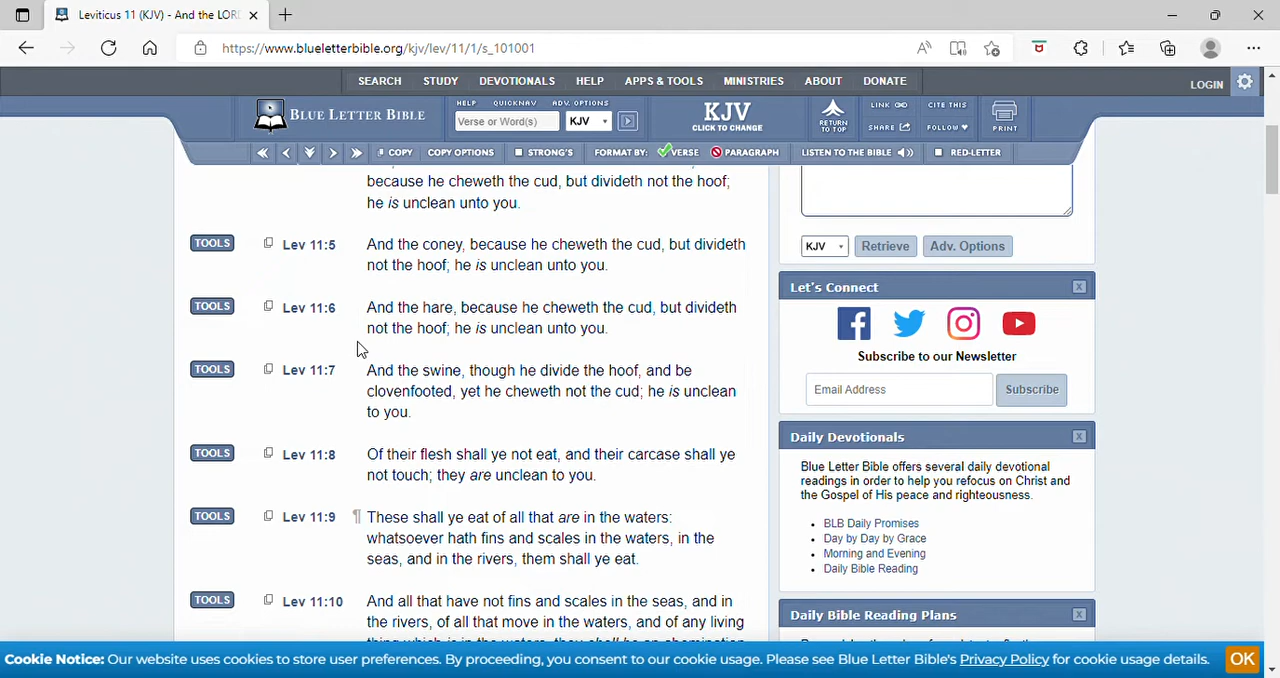 Leviticus 11 (KJV) - And the LOR
https://www.blueletterbible.org/kjv/lev/11/1/s_101001
SEARCH STUDY DEVOTIONALS HELP APPS & TOOLS MINISTRIES ABOUT DONATE LOGIN
BLUE LETTER BIBLE
HELP QUICKNAV ADV. OPTIONS
Verse or Word(s) KJV
KJV
CLICK TO CHANGE
RETURN TO TOP
LINK CITE THIS
SHARE FOLLOW PRINT
COPY COPY OPTIONS STRONG'S FORMAT BY: VERSE PARAGRAPH LISTEN TO THE BIBLE RED-LETTER
because he cheweth the cud, but divideth not the hoof;
he is unclean unto you.
TOOLS Lev 11:5 And the coney, because he cheweth the cud, but divideth
not the hoof; he is unclean unto you.
TOOLS Lev 11:6 And the hare, because he cheweth the cud, but divideth
not the hoof; he is unclean unto you.
TOOLS Lev 11:7 And the swine, though he divide the hoof, and be
clovenfooted, yet he cheweth not the cud; he is unclean
to you.
TOOLS Lev 11:8 Of their flesh shall ye not eat, and their carcase shall ye
not touch; they are unclean to you.
TOOLS Lev 11:9 ¶ These shall ye eat of all that are in the waters:
whatsoever hath fins and scales in the waters, in the
seas, and in the rivers, them shall ye eat.
TOOLS Lev 11:10 And all that have not fins and scales in the seas, and in
the rivers, of all that move in the waters, and of any living
thing which is in the waters, they shall be an abomination
KJV Retrieve Adv. Options
Let's Connect
Subscribe to our Newsletter
Email Address Subscribe
Daily Devotionals
Blue Letter Bible offers several daily devotional
readings in order to help you refocus on Christ and
the Gospel of His peace and righteousness.
BLB Daily Promises
Day by Day by Grace
Morning and Evening
Daily Bible Reading
Daily Bible Reading Plans
Cookie Notice: Our website uses cookies to store user preferences. By proceeding, you consent to our cookie usage. Please see Blue Letter Bible's Privacy Policy for cookie usage details. OK